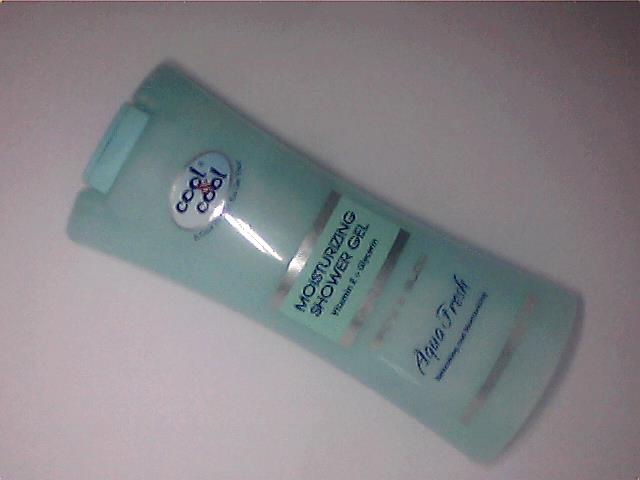 cool
& cool
MOISTURIZING
SHOWER GEL
Vitamin E + Glycerin
Aqua Fresh